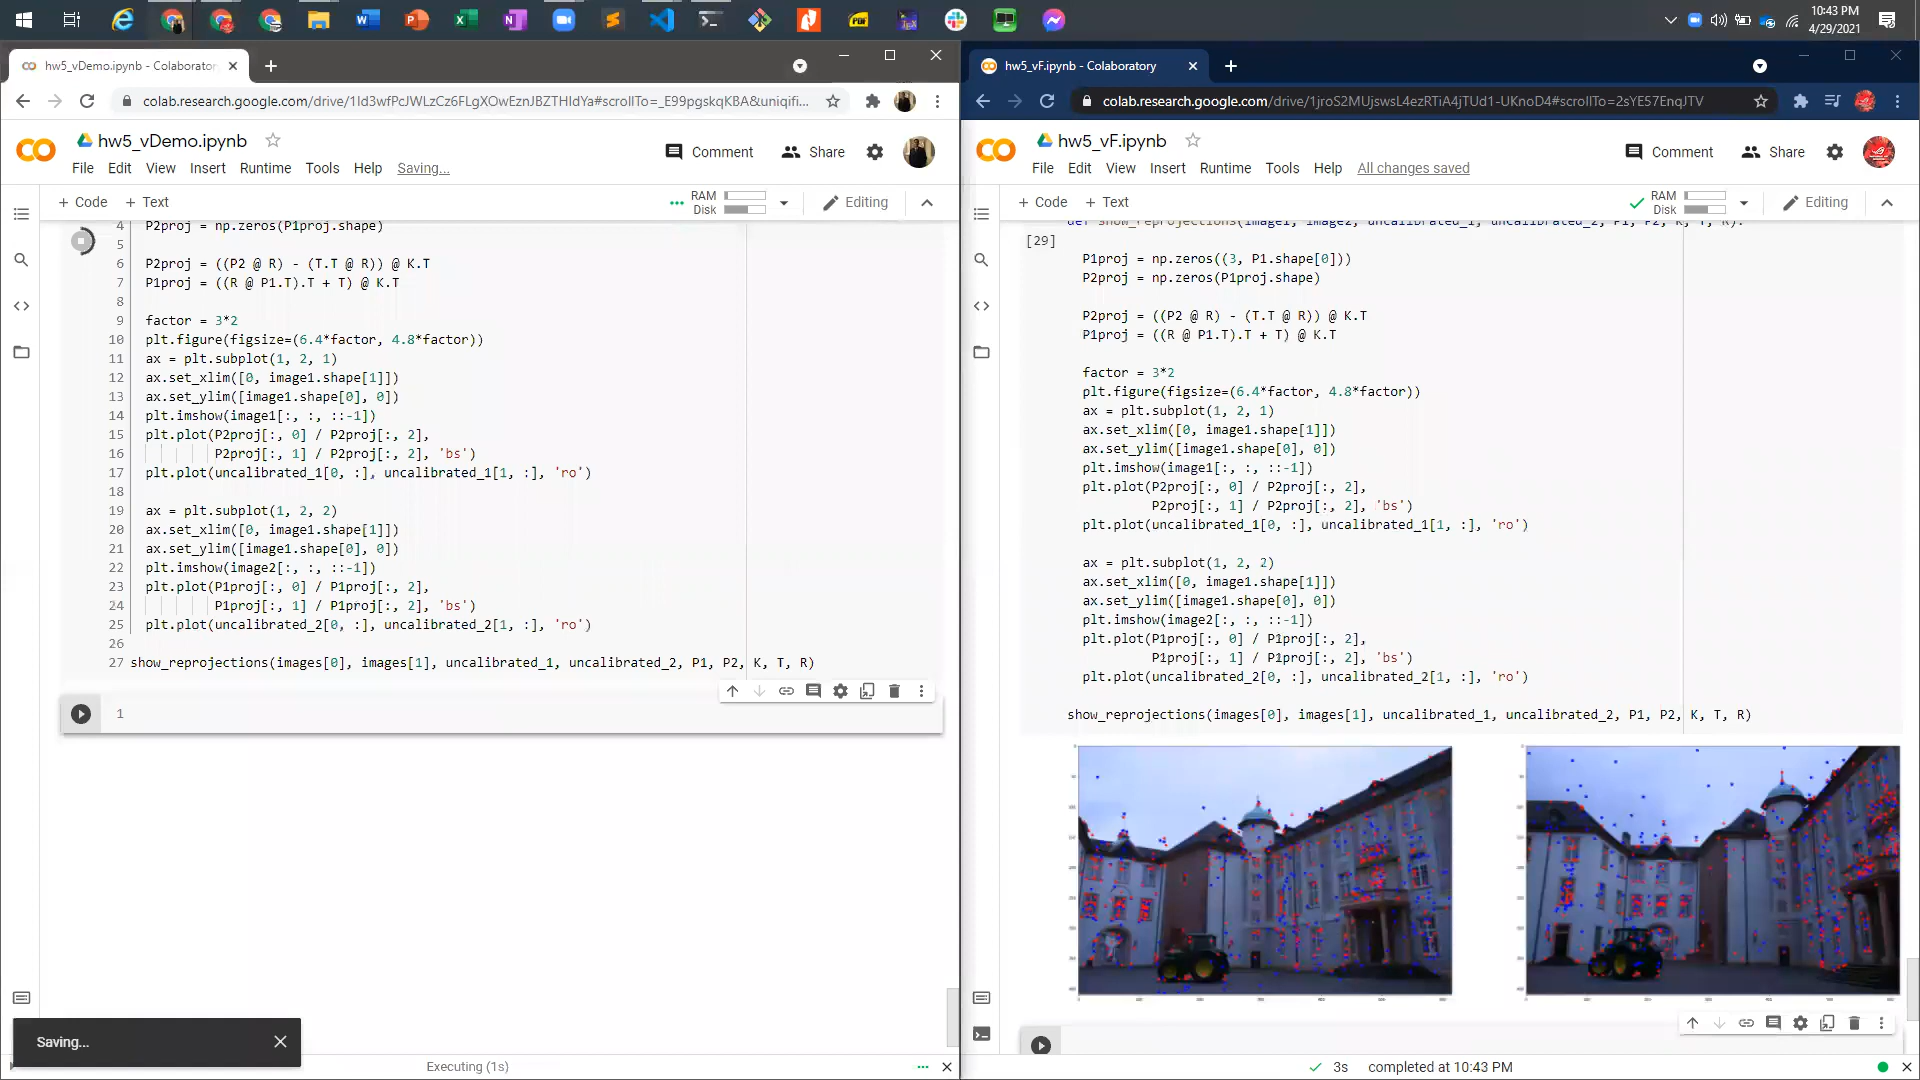 10:43 PM
4/29/2021
hw5_vDemo.ipynb - Colaborator
colab.research.google.com/drive/1Id3wfPcJWLzCz6FLgXOwEznJBZTHIdYa#scrollTo=_E99pgskqKBA&uniqifi...
hw5_vDemo.ipynb
Comment
Share
File Edit View Insert Runtime Tools Help Saving...
+ Code + Text
RAM
Disk
Editing
4 P2proj = np.zeros(P1proj.shape)
5
6 P2proj = ((P2 @ R) - (T.T @ R)) @ K.T
7 P1proj = ((R @ P1.T).T + T) @ K.T
8
9 factor = 3*2
10 plt.figure(figsize=(6.4*factor, 4.8*factor))
11 ax = plt.subplot(1, 2, 1)
12 ax.set_xlim([0, image1.shape[1]])
13 ax.set_ylim([image1.shape[0], 0])
14 plt.imshow(image1[:, :, ::-1])
15 plt.plot(P2proj[:, 0] / P2proj[:, 2],
16 P2proj[:, 1] / P2proj[:, 2], 'bs')
17 plt.plot(uncalibrated_1[0, :], uncalibrated_1[1, :], 'ro')
18
19 ax = plt.subplot(1, 2, 2)
20 ax.set_xlim([0, image1.shape[1]])
21 ax.set_ylim([image1.shape[0], 0])
22 plt.imshow(image2[:, :, ::-1])
23 plt.plot(P1proj[:, 0] / P1proj[:, 2],
24 P1proj[:, 1] / P1proj[:, 2], 'bs')
25 plt.plot(uncalibrated_2[0, :], uncalibrated_2[1, :], 'ro')
26
27 show_reprojections(images[0], images[1], uncalibrated_1, uncalibrated_2, P1, P2, K, T, R)
1
Saving...
Executing (1s)
hw5_vF.ipynb - Colaboratory
colab.research.google.com/drive/1jroS2MUjswsL4ezRTiA4jTUd1-UKnoD4#scrollTo=2sYE57EnqJTV
hw5_vF.ipynb
Comment
Share
File Edit View Insert Runtime Tools Help All changes saved
+ Code + Text
RAM
Disk
Editing
def show_reprojections(image1, image2, uncalibrated_1, uncalibrated_2, P1, P2, K, T, R):
[29]
P1proj = np.zeros((3, P1.shape[0]))
P2proj = np.zeros(P1proj.shape)
P2proj = ((P2 @ R) - (T.T @ R)) @ K.T
P1proj = ((R @ P1.T).T + T) @ K.T
factor = 3*2
plt.figure(figsize=(6.4*factor, 4.8*factor))
ax = plt.subplot(1, 2, 1)
ax.set_xlim([0, image1.shape[1]])
ax.set_ylim([image1.shape[0], 0])
plt.imshow(image1[:, :, ::-1])
plt.plot(P2proj[:, 0] / P2proj[:, 2],
P2proj[:, 1] / P2proj[:, 2], 'bs')
plt.plot(uncalibrated_1[0, :], uncalibrated_1[1, :], 'ro')
ax = plt.subplot(1, 2, 2)
ax.set_xlim([0, image1.shape[1]])
ax.set_ylim([image1.shape[0], 0])
plt.imshow(image2[:, :, ::-1])
plt.plot(P1proj[:, 0] / P1proj[:, 2],
P1proj[:, 1] / P1proj[:, 2], 'bs')
plt.plot(uncalibrated_2[0, :], uncalibrated_2[1, :], 'ro')
show_reprojections(images[0], images[1], uncalibrated_1, uncalibrated_2, P1, P2, K, T, R)
3s completed at 10:43 PM